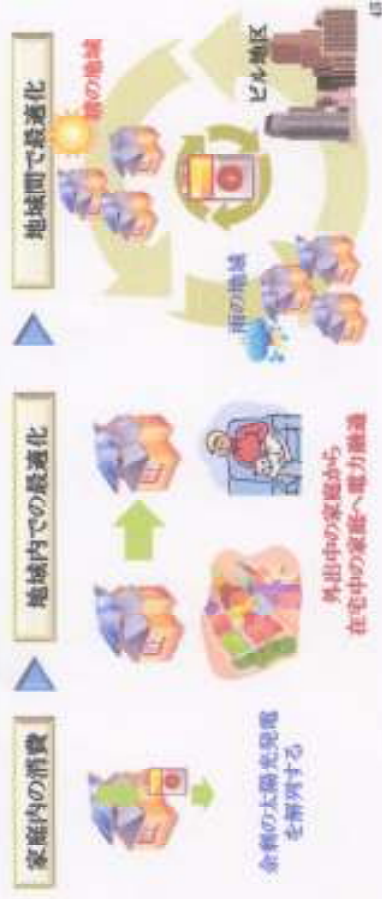 家庭内の消費
余剰の太陽光発電
を解列する
地域内での最適化
外出中の家庭から
在宅中の家庭へ電力融通
地域間で最適化
晴の地域
雨の地域
ビル地区
45